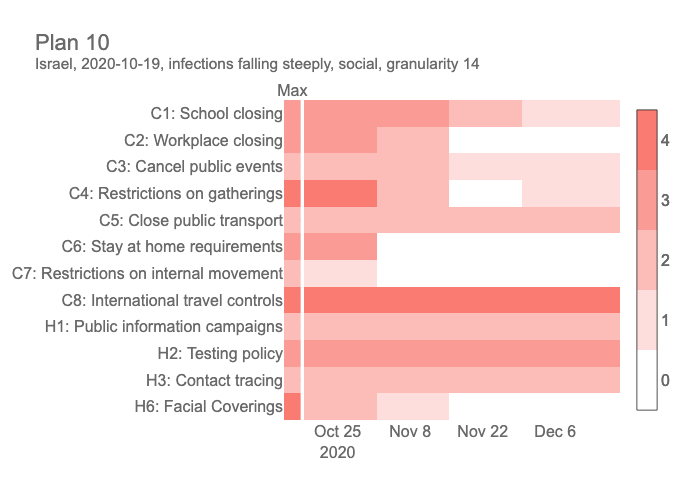 Plan 10
Israel, 2020-10-19, infections falling steeply, social, granularity 14
Max
C1: School closing
C2: Workplace closing
C3: Cancel public events
C4: Restrictions on gatherings
C5: Close public transport
C6: Stay at home requirements
C7: Restrictions on internal movement
C8: International travel controls
H1: Public information campaigns
H2: Testing policy
H3: Contact tracing
H6: Facial Coverings
Oct 25 Nov 8 Nov 22 Dec 6
2020
4
3
2
1
0